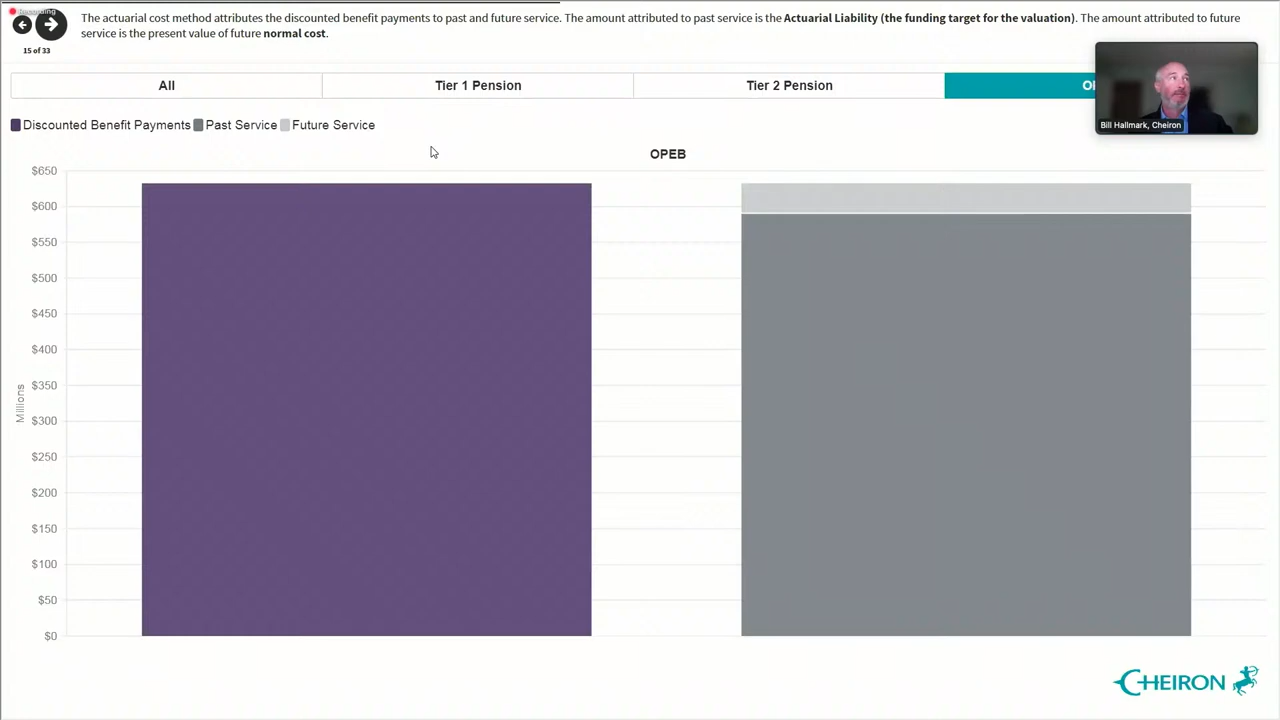 Recording
The actuarial cost method attributes the discounted benefit payments to past and future service. The amount attributed to past service is the Actuarial Liability (the funding target for the valuation). The amount attributed to future
service is the present value of future normal cost.
15 of 33
All
Tier 1 Pension
Tier 2 Pension
Bill Hallmark, Cheiron
Discounted Benefit Payments
Past Service
Future Service
OPEB
$650
$600
$550
$500
$450
$400
$350
$300
$250
$200
$150
$100
$50
$0
Millions
CHEIRON